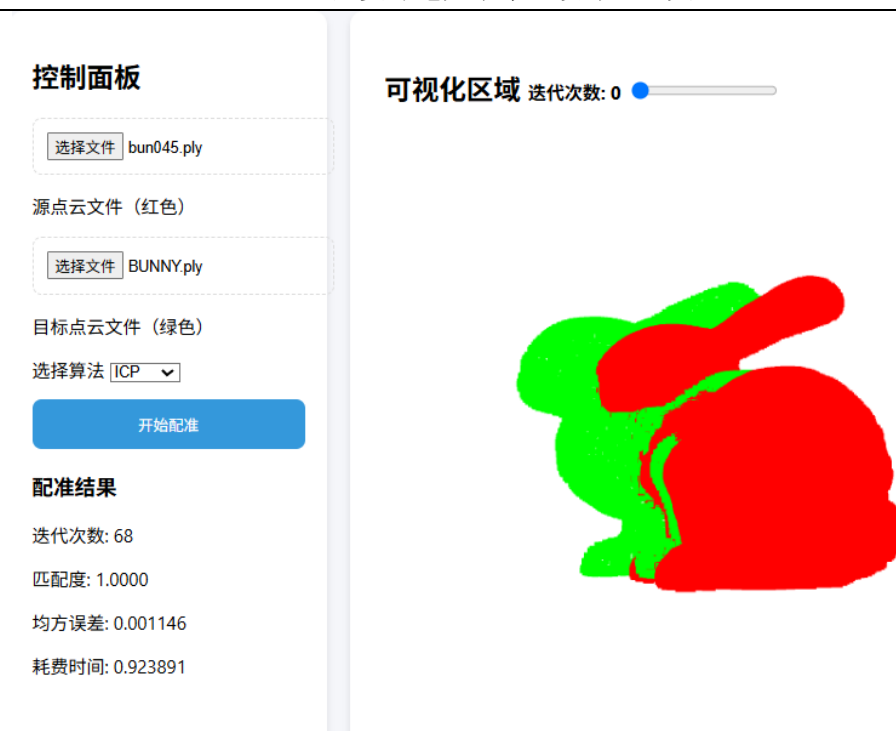 控制面板
选择文件 bun045.ply
源点云文件（红色）
选择文件 BUNNY.ply
目标点云文件（绿色）
选择算法 ICP
开始配准
配准结果
迭代次数: 68
匹配度: 1.0000
均方误差: 0.001146
耗费时间: 0.923891
可视化区域 迭代次数: 0